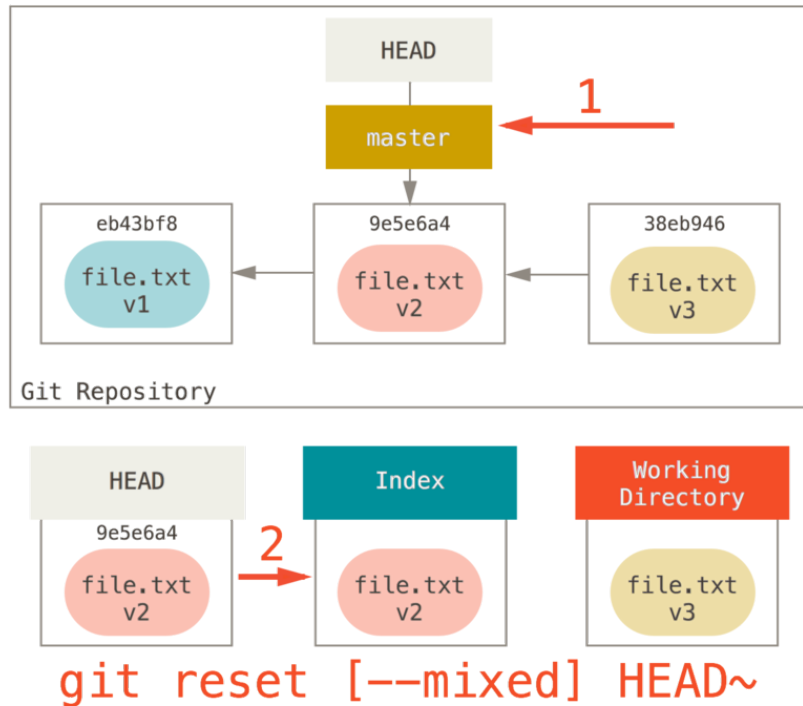 HEAD
1
master
eb43bf8
9e5e6a4
38eb946
file.txt
v1
file.txt
v2
file.txt
v3
Git Repository
HEAD
Index
Working
Directory
9e5e6a4
2
file.txt
v2
file.txt
v2
file.txt
v3
git reset [--mixed] HEAD~